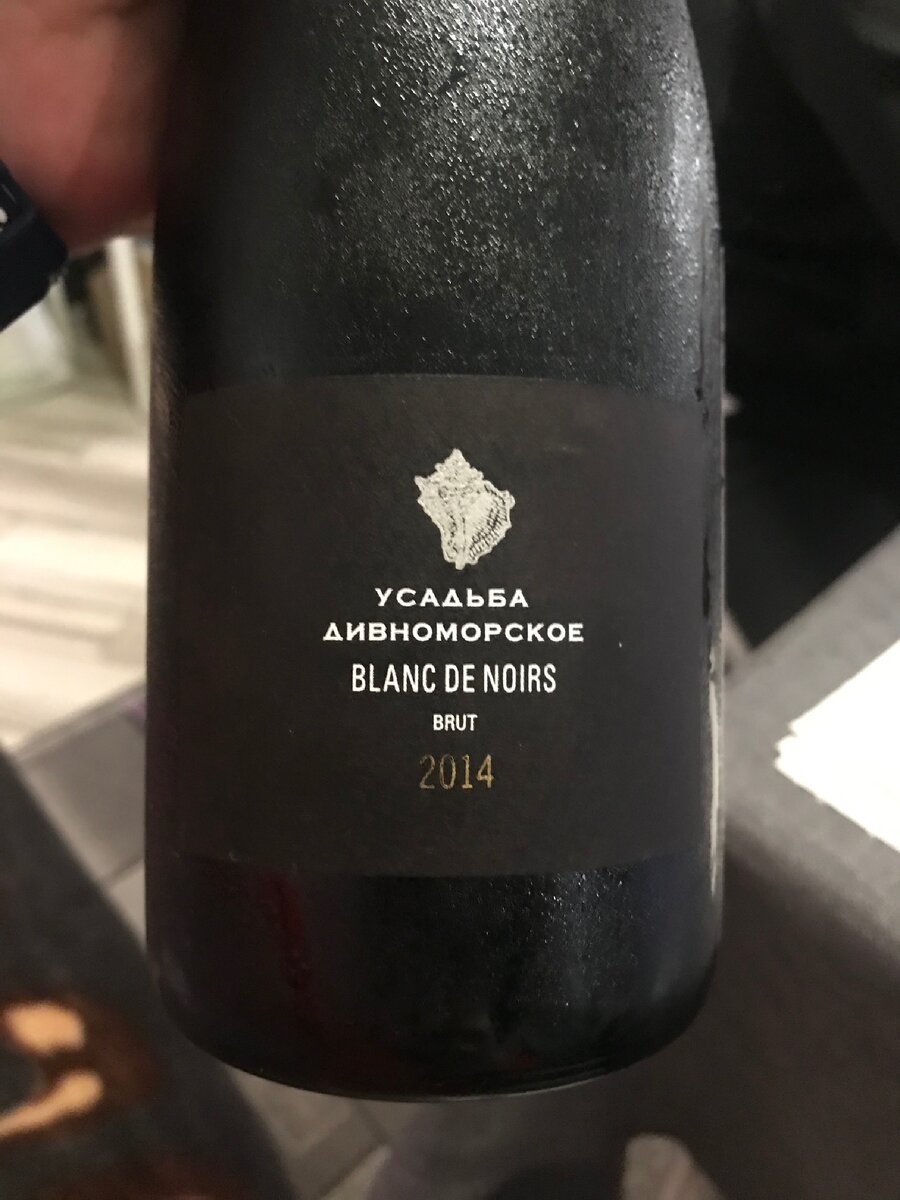 УСАДЬБА
ДИВНОМОРСКОЕ
BLANC DE NOIRS
BRUT
2014